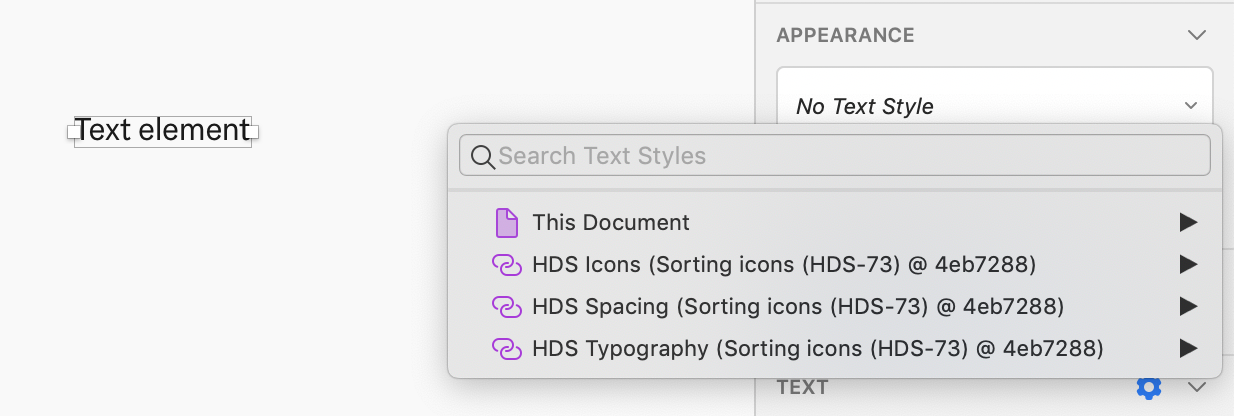 APPEARANCE
No Text Style
Text element
Search Text Styles
This Document
HDS Icons (Sorting icons (HDS-73) @ 4eb7288)
HDS Spacing (Sorting icons (HDS-73) @ 4eb7288)
HDS Typography (Sorting icons (HDS-73) @ 4eb7288)
TEXT